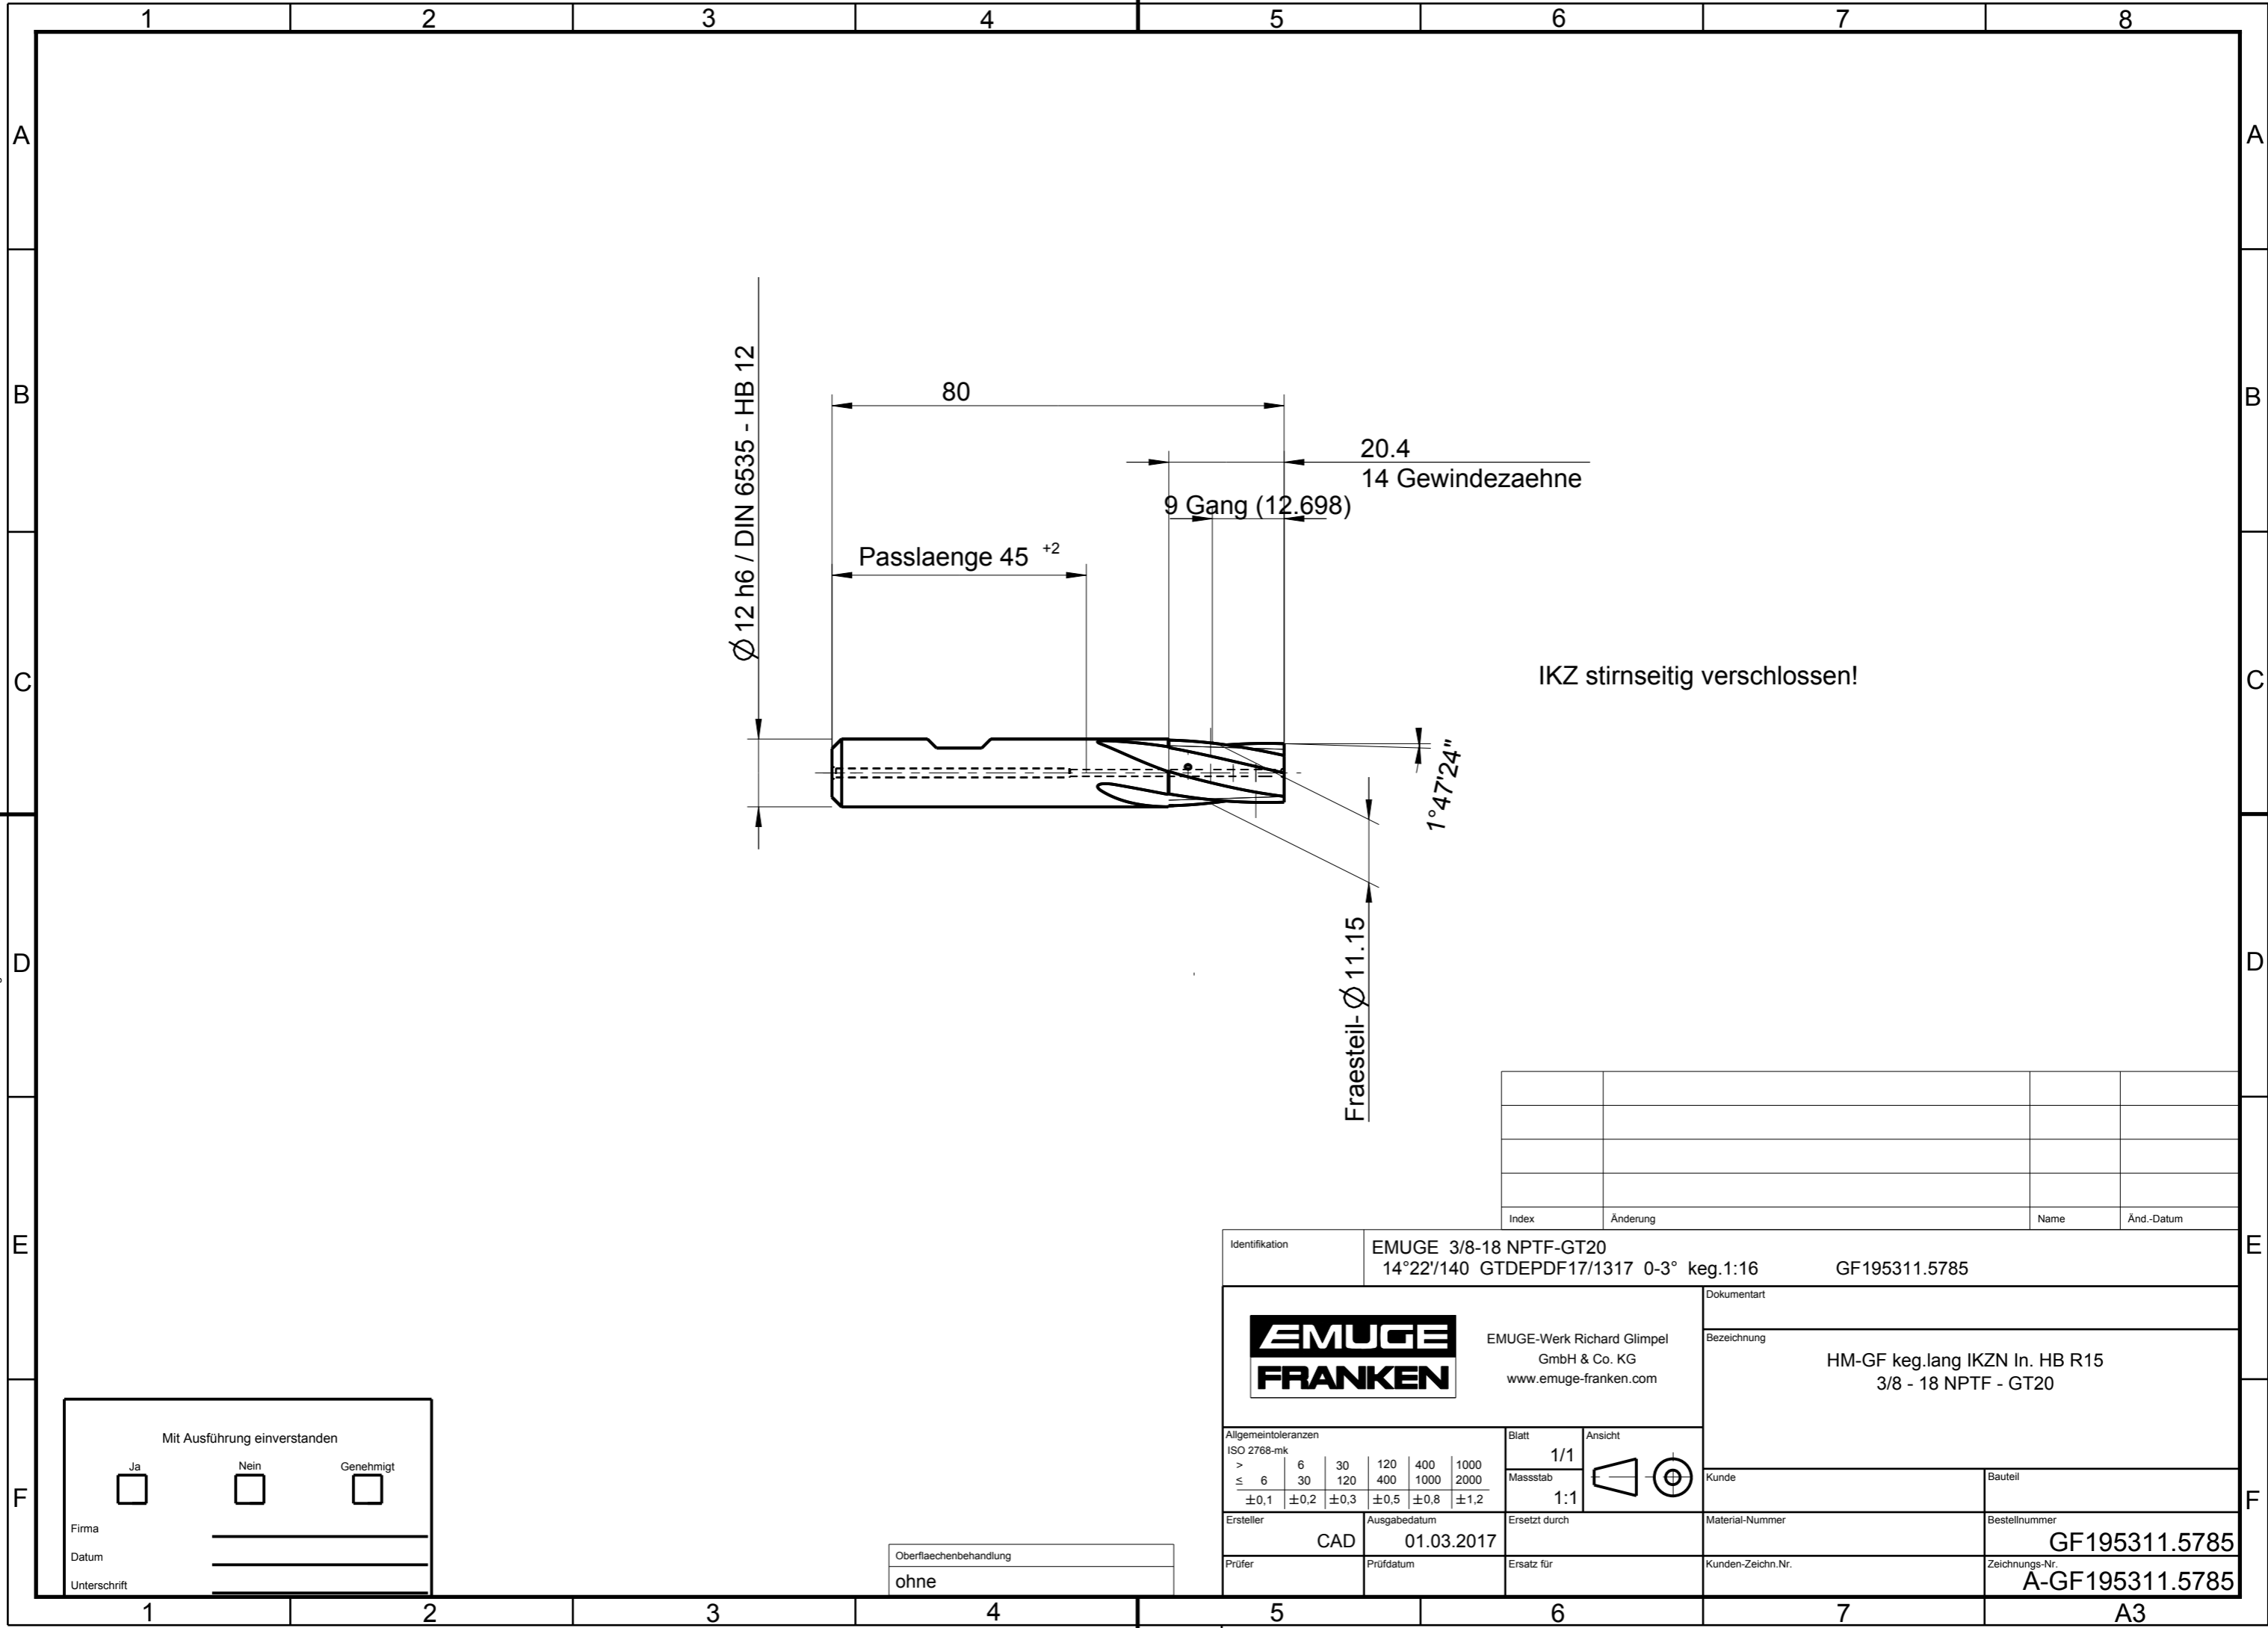 1 2 3 4 5 6 7 8
A A
B B
C C
D D
E E
F F
80
20.4
14 Gewindezaehne
9 Gang (12.698)
Passlaenge 45 +2
Ø 12 h6 / DIN 6535 - HB 12
IKZ stirnseitig verschlossen!
1°47'24"
Fraesteil- Ø 11.15
Index Änderung Name Änd.-Datum
Identifikation
EMUGE 3/8-18 NPTF-GT20
14°22'/140 GTDEPDF17/1317 0-3° keg.1:16 GF195311.5785
EMUGE
FRANKEN
EMUGE-Werk Richard Glimpel
GmbH & Co. KG
www.emuge-franken.com
Dokumentart
Bezeichnung
HM-GF keg.lang IKZN In. HB R15
3/8 - 18 NPTF - GT20
Allgemeintoleranzen
ISO 2768-mk
> 6 30 120 400 1000
≤ 6 30 120 400 1000 2000
±0,1 ±0,2 ±0,3 ±0,5 ±0,8 ±1,2
Blatt
1/1
Ansicht
Massstab
1:1
Kunde
Bauteil
Ersteller
CAD
Ausgabedatum
01.03.2017
Ersetzt durch
Material-Nummer
Bestellnummer
GF195311.5785
Prüfer
Prüfdatum
Ersatz für
Kunden-Zeichn.Nr.
Zeichnungs-Nr.
A-GF195311.5785
Mit Ausführung einverstanden
Ja Nein Genehmigt
Firma
Datum
Unterschrift
Oberflaechenbehandlung
ohne
1 2 3 4 5 6 7 A3